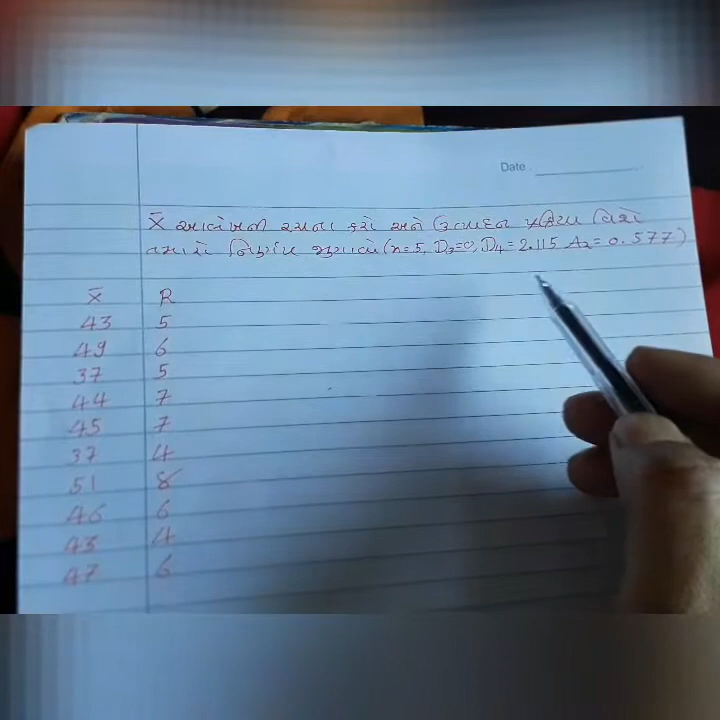 Date
X̄ આલેખની રચના કરો અને ઉત્પાદન પ્રક્રિયા વિશે
તમારો નિર્ણય જણાવો (n=5, D₃=0, D₄=2.115 A₂=0.577)
X̄ R
43 5
49 6
37 5
44 7
45 7
37 4
51 8
46 6
43 4
47 6